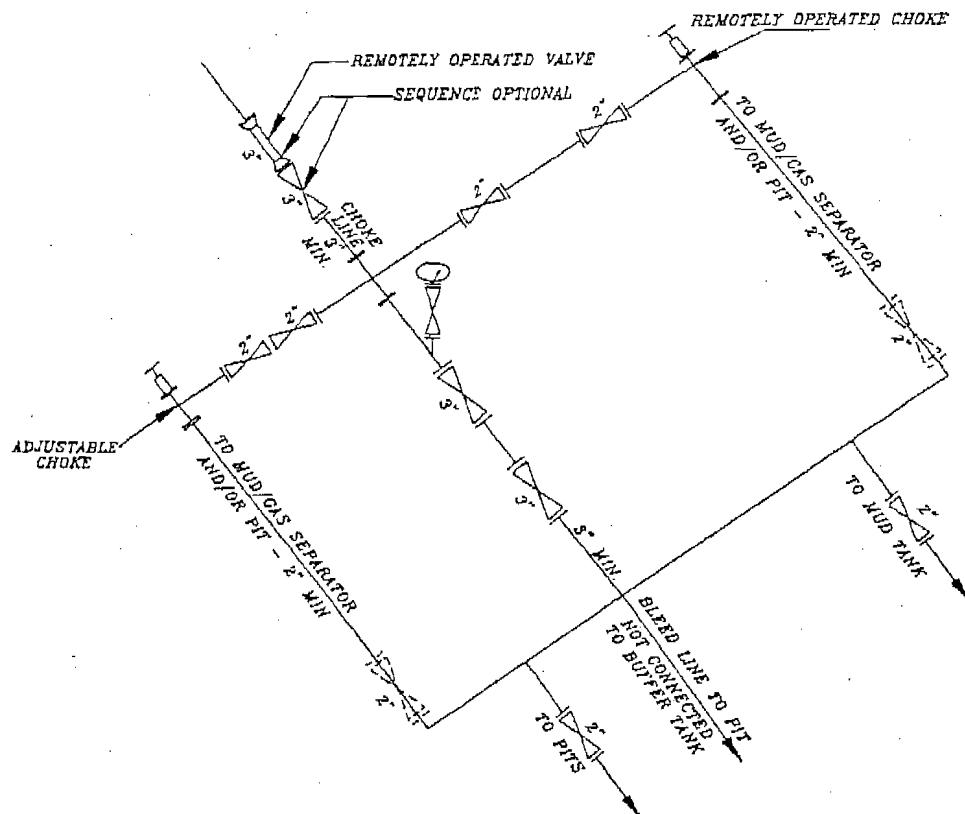 REMOTELY OPERATED CHOKE
REMOTELY OPERATED VALVE
SEQUENCE OPTIONAL
3"
3"
CHOKE
LINE
3"
MIN.
2"
2"
TO MUD/GAS SEPARATOR
AND/OR PIT - 2" MIN
2"
2"
2"
3"
ADJUSTABLE
CHOKE
TO MUD/GAS SEPARATOR
AND/OR PIT - 2" MIN
3"
3" MIN.
2"
TO MUD TANK
2"
BLEED LINE TO PIT
NOT CONNECTED
TO BUFFER TANK
2"
TO PITS